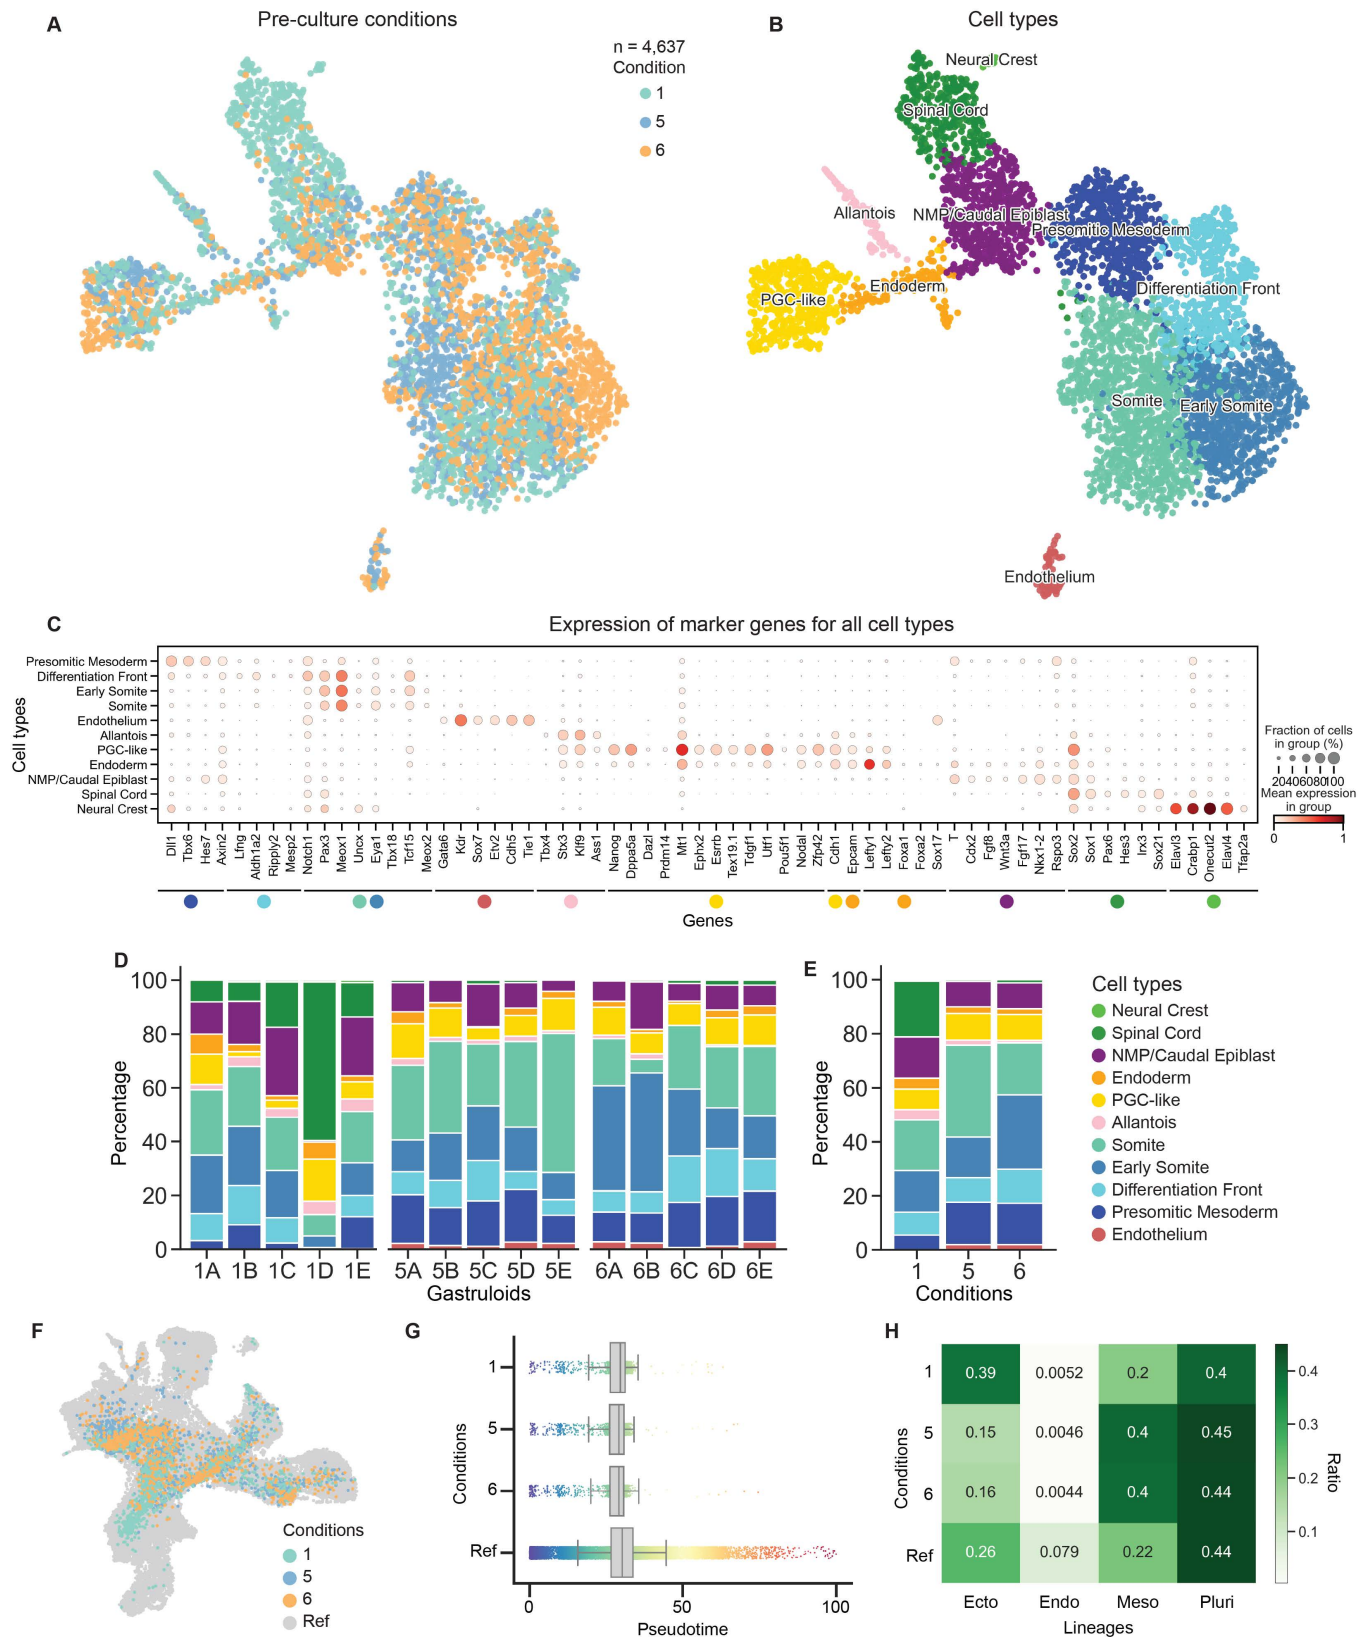 A
Pre-culture conditions
n = 4,637
Condition
1
5
6
B
Cell types
Neural Crest
Spinal Cord
Allantois
NMP/Caudal Epiblast
Presomitic Mesoderm
Endoderm
PGC-like
Differentiation Front
Somite
Early Somite
Endothelium
C
Expression of marker genes for all cell types
Cell types
Presomitic Mesoderm
Differentiation Front
Early Somite
Somite
Endothelium
Allantois
PGC-like
Endoderm
NMP/Caudal Epiblast
Spinal Cord
Neural Crest
Fraction of cells
in group (%)
20 40 60 80 100
Mean expression
in group
0 1
Dll1 Tbx6 Hes7 Axin2 Lfng Aldh1a2 Ripply2 Mesp2 Notch1 Pax3 Meox1 Uncx Eya1 Tbx18 Tcf15 Meox2 Gata6 Kdr Sox7 Etv2 Cdh5 Tie1 Tbx4 Stx3 Klf9 Ass1 Nanog Dppa5a Dazl Prdm14 Mt1 Ephx2 Esrrb Tex19.1 Tdgf1 Utf1 Pou5f1 Nodal Zfp42 Cdh1 Epcam Lefty1 Lefty2 Foxa1 Foxa2 Sox17 T Cdx2 Fgf8 Wnt3a Fgf17 Nkx1-2 Rspo3 Sox2 Sox1 Pax6 Hes3 Irx3 Sox21 Elavl3 Crabp1 Onecut2 Elavl4 Tfap2a
Genes
D
Percentage
100
80
60
40
20
0
1A 1B 1C 1D 1E 5A 5B 5C 5D 5E 6A 6B 6C 6D 6E
Gastruloids
E
Percentage
100
80
60
40
20
0
1 5 6
Conditions
Cell types
Neural Crest
Spinal Cord
NMP/Caudal Epiblast
Endoderm
PGC-like
Allantois
Somite
Early Somite
Differentiation Front
Presomitic Mesoderm
Endothelium
F
Conditions
1
5
6
Ref
G
Conditions
1
5
6
Ref
0 50 100
Pseudotime
H
Conditions
1 0.39 0.0052 0.2 0.4
5 0.15 0.0046 0.4 0.45
6 0.16 0.0044 0.4 0.44
Ref 0.26 0.079 0.22 0.44
Ecto Endo Meso Pluri
Lineages
0.4
0.3
0.2
0.1
Ratio